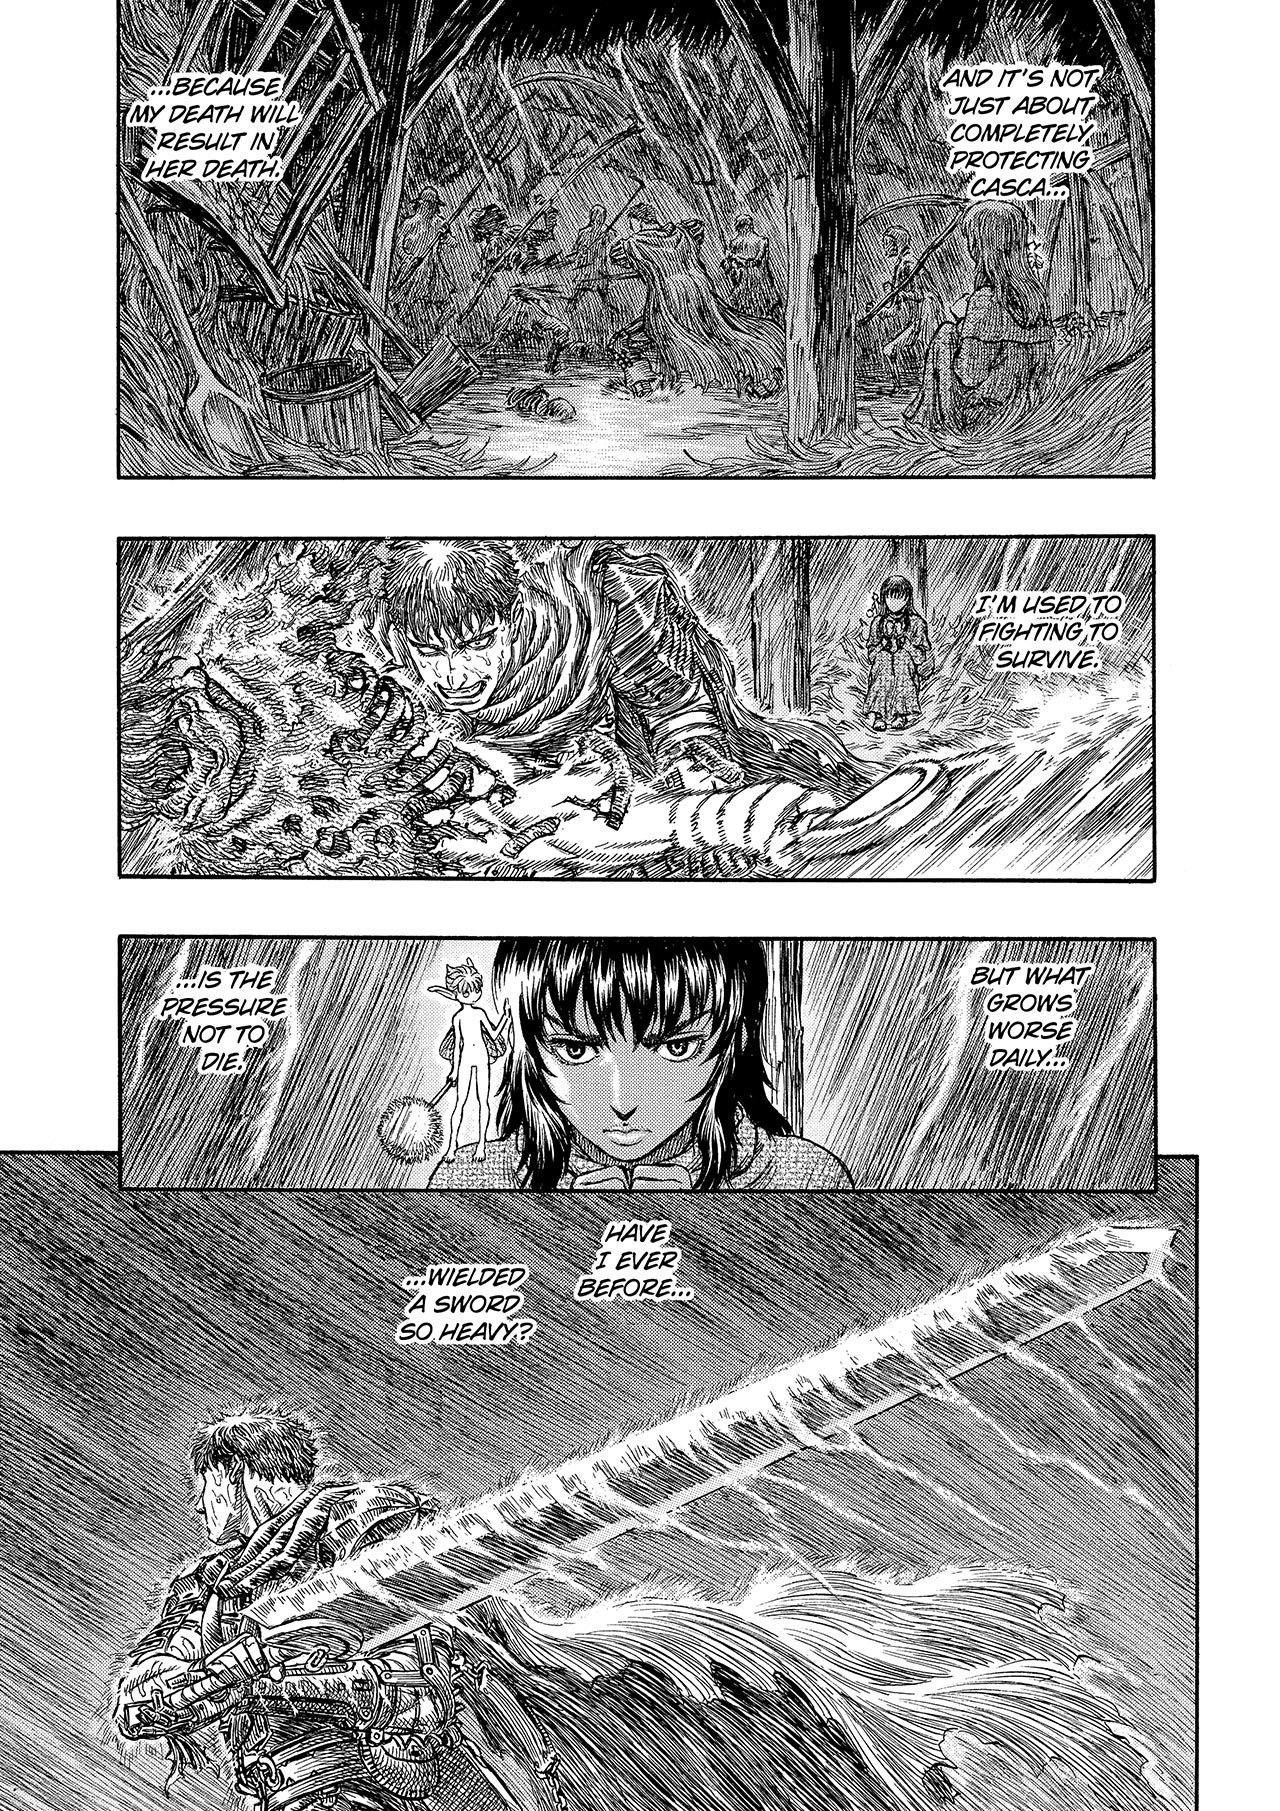 AND IT'S NOT
JUST ABOUT
COMPLETELY
PROTECTING
CASCA...
...BECAUSE
MY DEATH WILL
RESULT IN
HER DEATH.
I'M USED TO
FIGHTING TO
SURVIVE.
BUT WHAT
GROWS
WORSE
DAILY...
...IS THE
PRESSURE
NOT TO
DIE.
HAVE
I EVER
BEFORE...
...WIELDED
A SWORD
SO HEAVY?